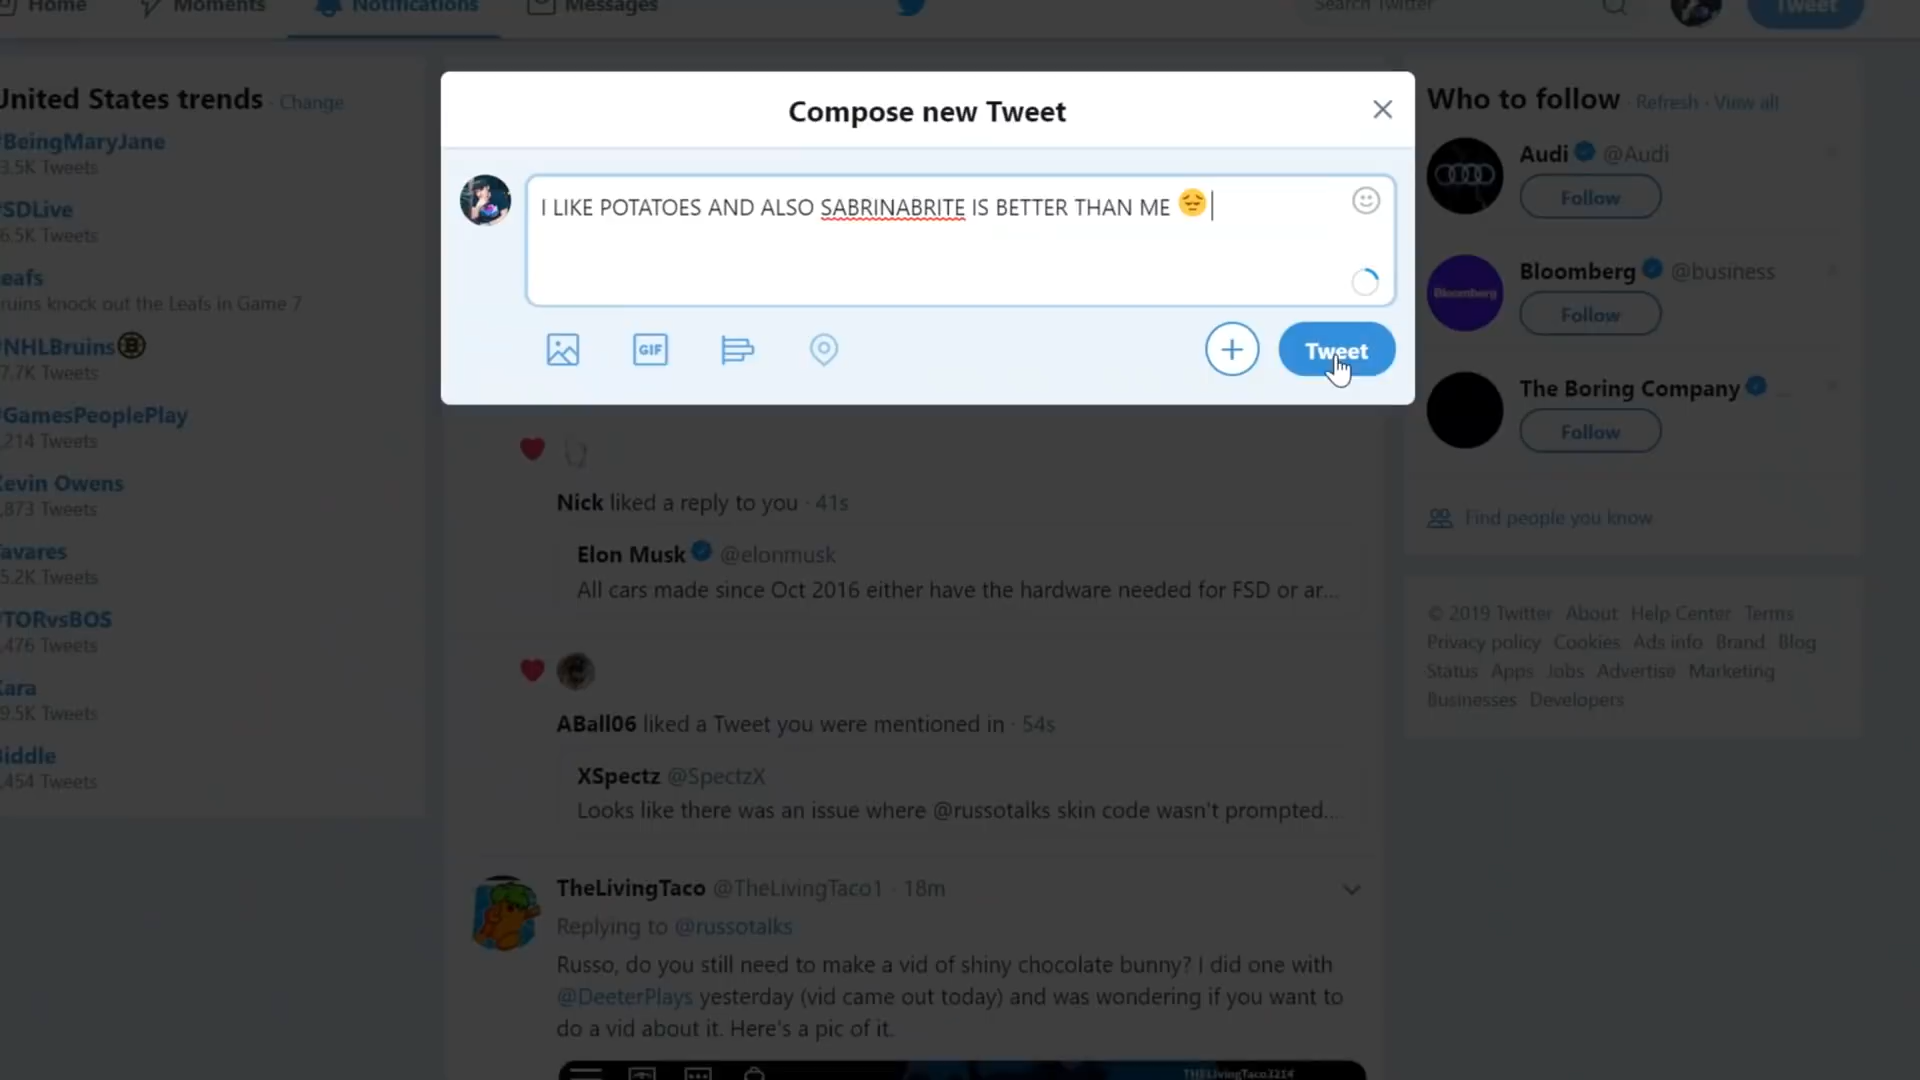 Home
Moments
Notifications
Messages
Search Twitter
Tweet
United States trends · Change
#BeingMaryJane
3.5K Tweets
#SDLive
6.5K Tweets
eafs
ruins knock out the Leafs in Game 7
#NHLBruins
7.7K Tweets
#GamesPeoplePlay
,214 Tweets
Kevin Owens
,873 Tweets
Tavares
5.2K Tweets
#TORvsBOS
,476 Tweets
Kara
9.5K Tweets
Biddle
,454 Tweets
Compose new Tweet
I LIKE POTATOES AND ALSO SABRINABRITE IS BETTER THAN ME 😔
GIF
Tweet
Nick liked a reply to you · 41s
Elon Musk @elonmusk
All cars made since Oct 2016 either have the hardware needed for FSD or ar...
ABall06 liked a Tweet you were mentioned in · 54s
XSpectz @SpectzX
Looks like there was an issue where @russotalks skin code wasn't prompted...
TheLivingTaco @TheLivingTaco1 · 18m
Replying to @russotalks
Russo, do you still need to make a vid of shiny chocolate bunny? I did one with
@DeeterPlays yesterday (vid came out today) and was wondering if you want to
do a vid about it. Here's a pic of it.
THELivingTaco3214
Who to follow · Refresh · View all
Audi @Audi
Follow
Bloomberg
Bloomberg @business
Follow
The Boring Company ...
Follow
Find people you know
© 2019 Twitter About Help Center Terms
Privacy policy Cookies Ads info Brand Blog
Status Apps Jobs Advertise Marketing
Businesses Developers